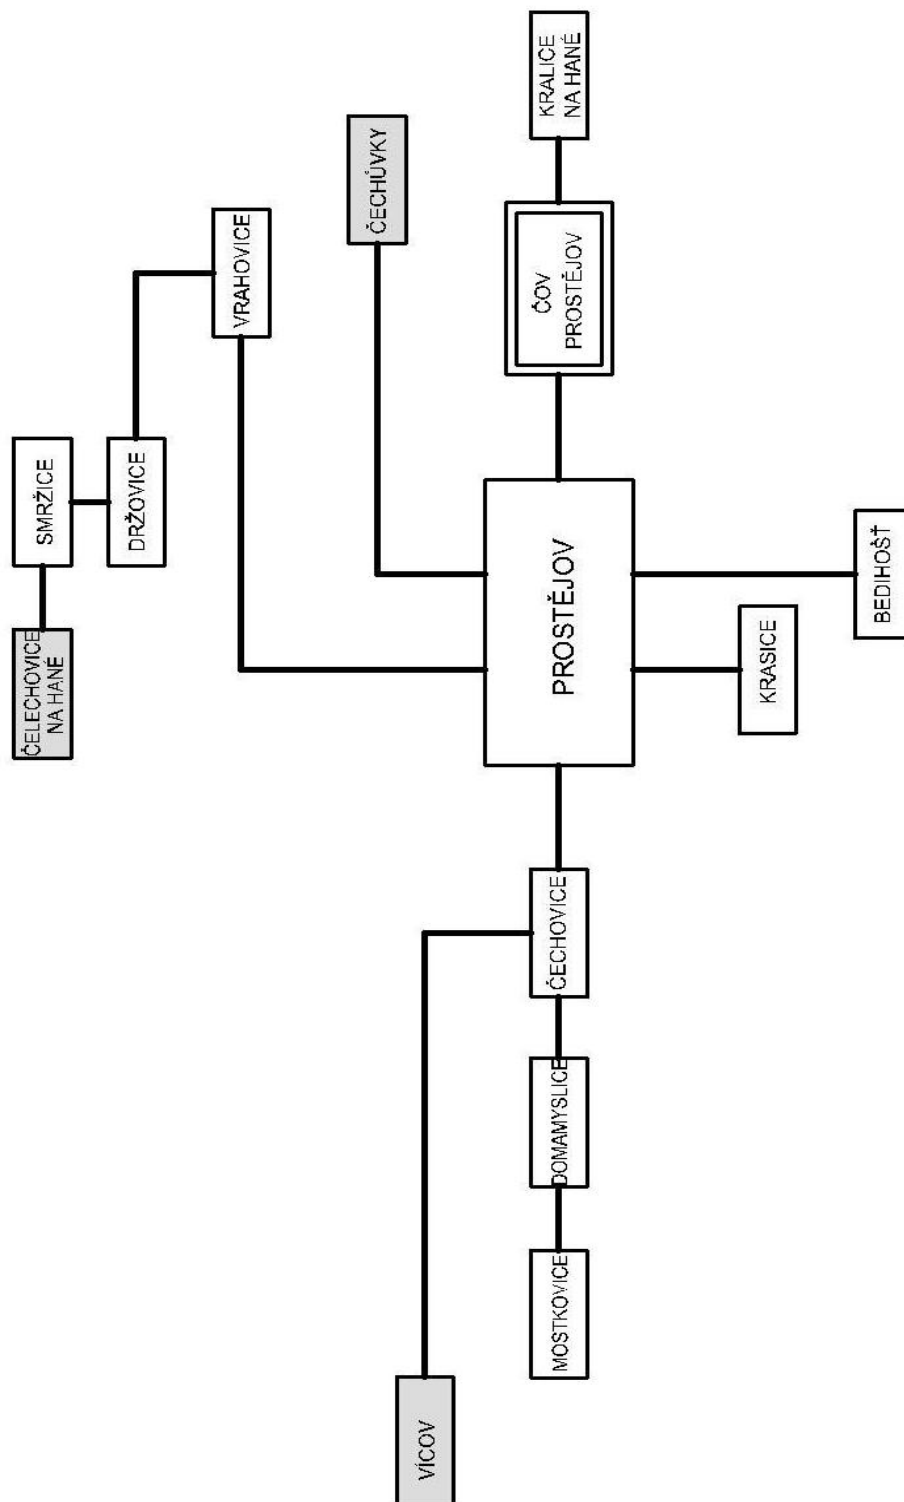 ČELECHOVICE
NA HANÉ
SMRŽICE
DRŽOVICE
VRAHOVICE
ČECHŮVKY
VÍCOV
MOSTKOVICE
DOMAMYSLICE
ČECHOVICE
PROSTĚJOV
ČOV
PROSTĚJOV
KRALICE
NA HANÉ
KRASICE
BEDIHOŠŤ